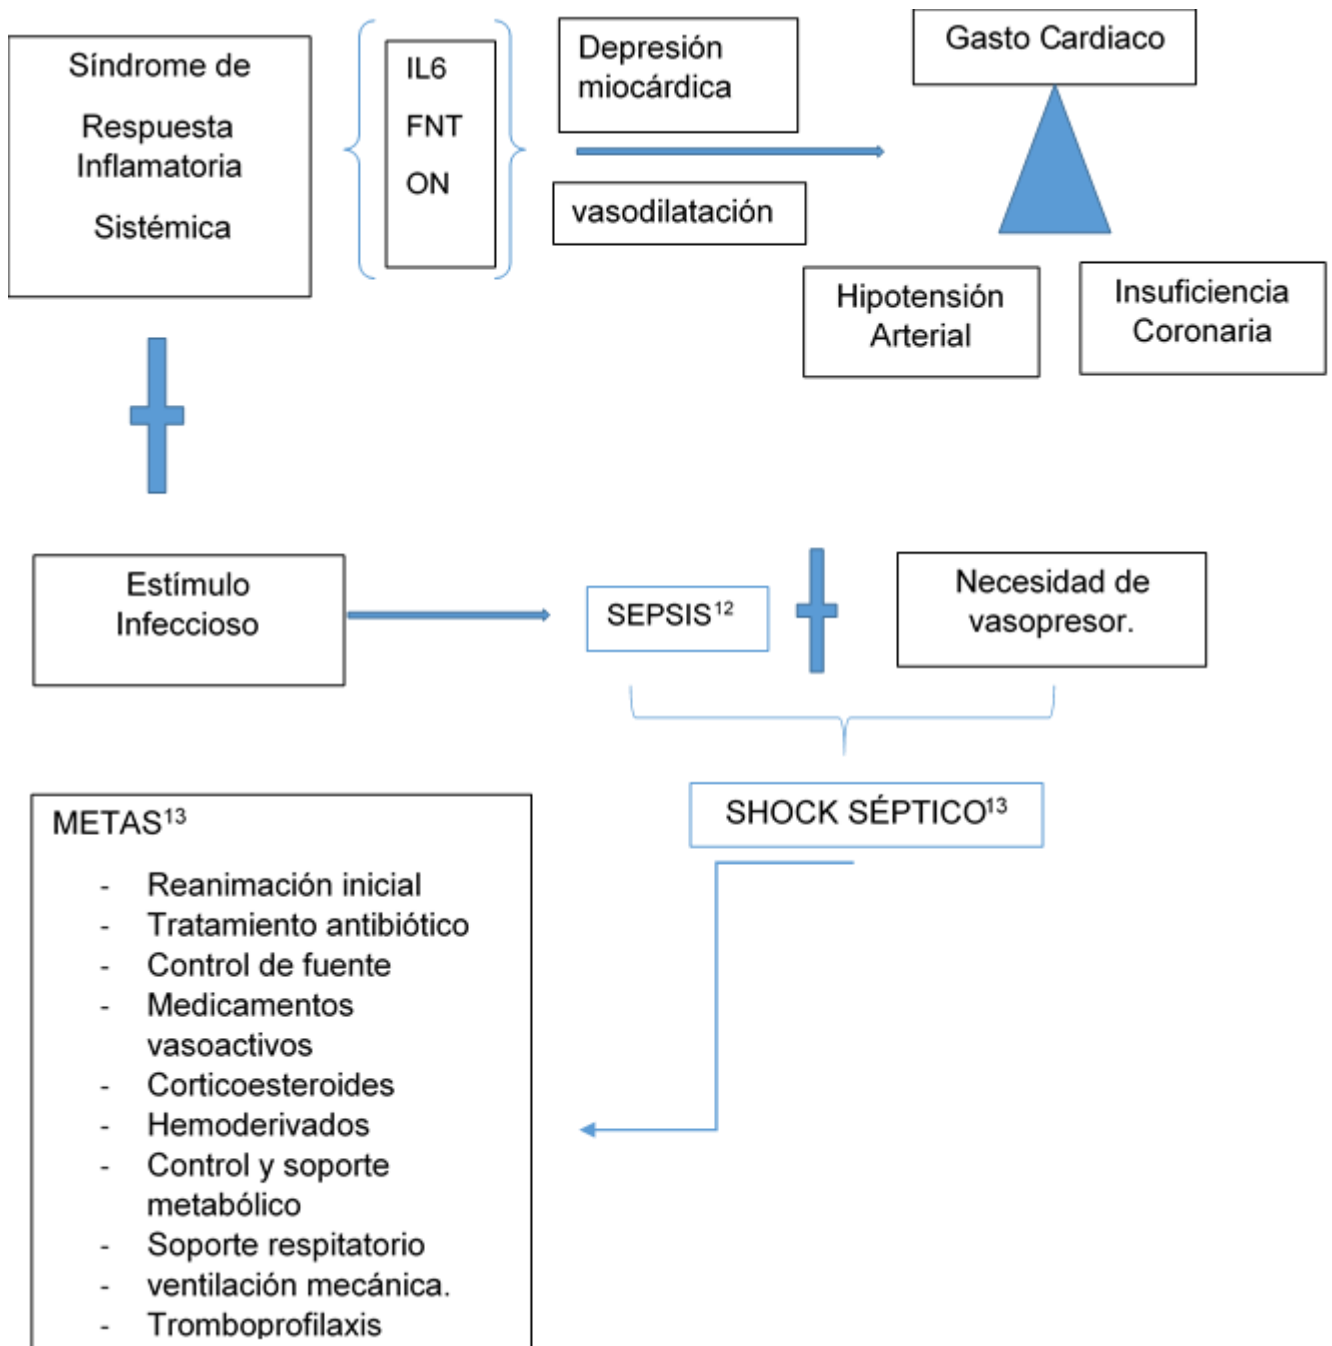 Síndrome de
Respuesta
Inflamatoria
Sistémica
IL6
FNT
ON
Depresión
miocárdica
vasodilatación
Gasto Cardiaco
Hipotensión
Arterial
Insuficiencia
Coronaria
Estímulo
Infeccioso
SEPSIS¹²
Necesidad de
vasopresor.
SHOCK SÉPTICO¹³
METAS¹³
- Reanimación inicial
- Tratamiento antibiótico
- Control de fuente
- Medicamentos
vasoactivos
- Corticoesteroides
- Hemoderivados
- Control y soporte
metabólico
- Soporte respitatorio
- ventilación mecánica.
- Tromboprofilaxis